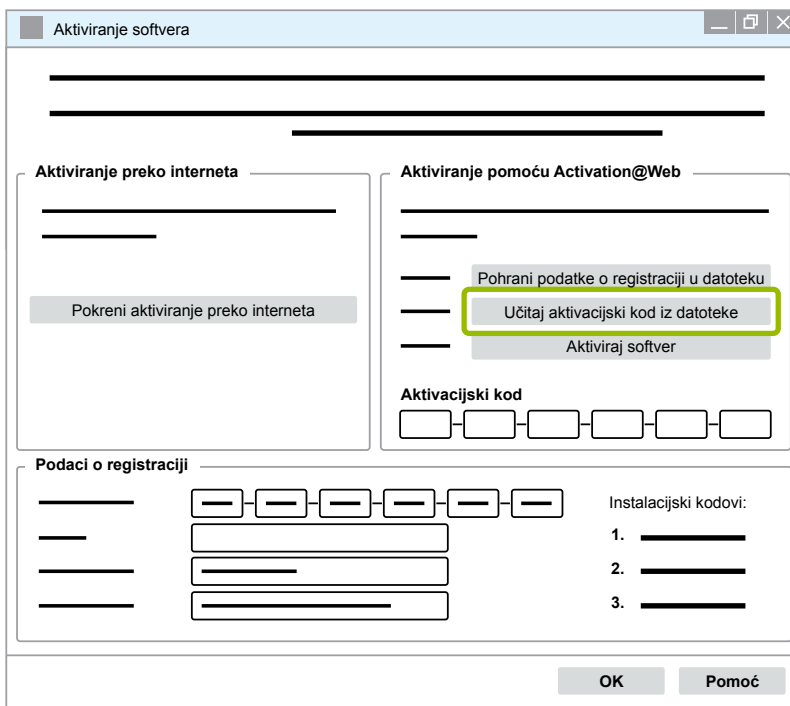 Aktiviranje softvera
Aktiviranje preko interneta
Pokreni aktiviranje preko interneta
Aktiviranje pomoću Activation@Web
Pohrani podatke o registraciji u datoteku
Učitaj aktivacijski kod iz datoteke
Aktiviraj softver
Aktivacijski kod
Podaci o registraciji
Instalacijski kodovi:
1.
2.
3.
OK
Pomoć